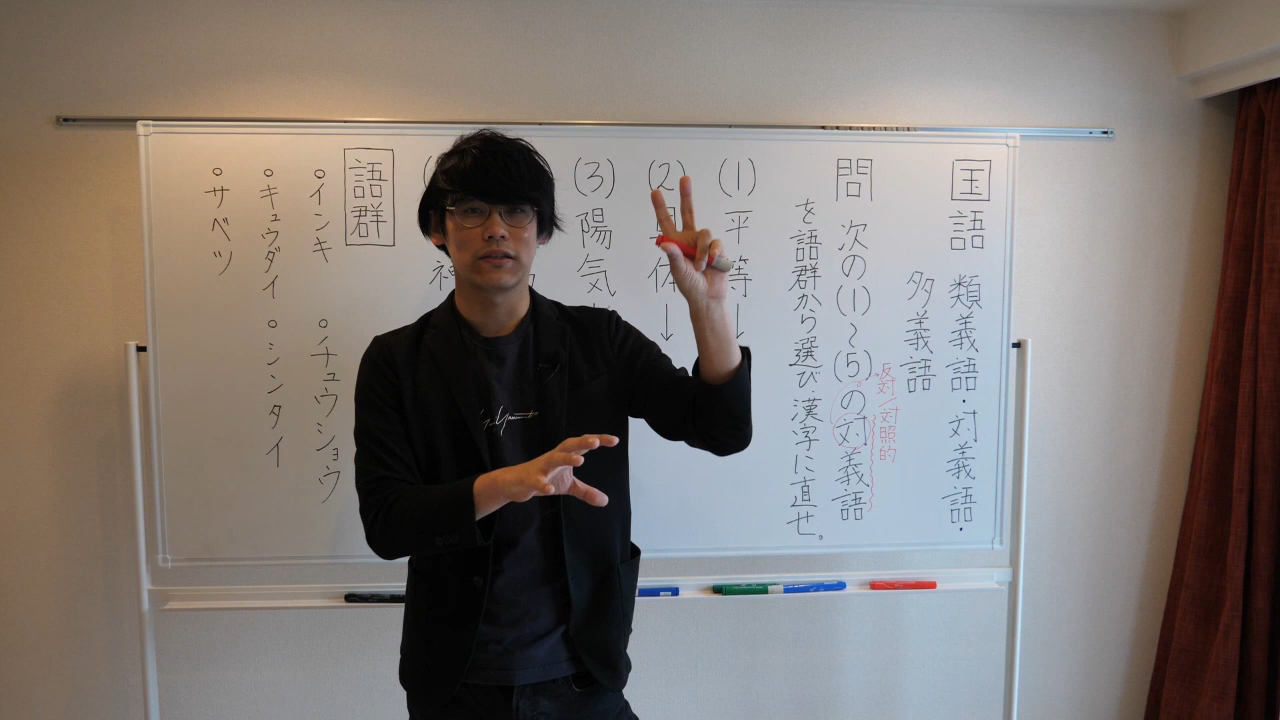 国語
類義語・対義語・
多義語
問 次の(1)〜(5)の対義語
反対/対照的
を語群から選び漢字に直せ。
(1)平等↓
(2)具体↓
(3)陽気
語群
・インキ ・チュウショウ
・キュウダイ ・シンタイ
・サベツ